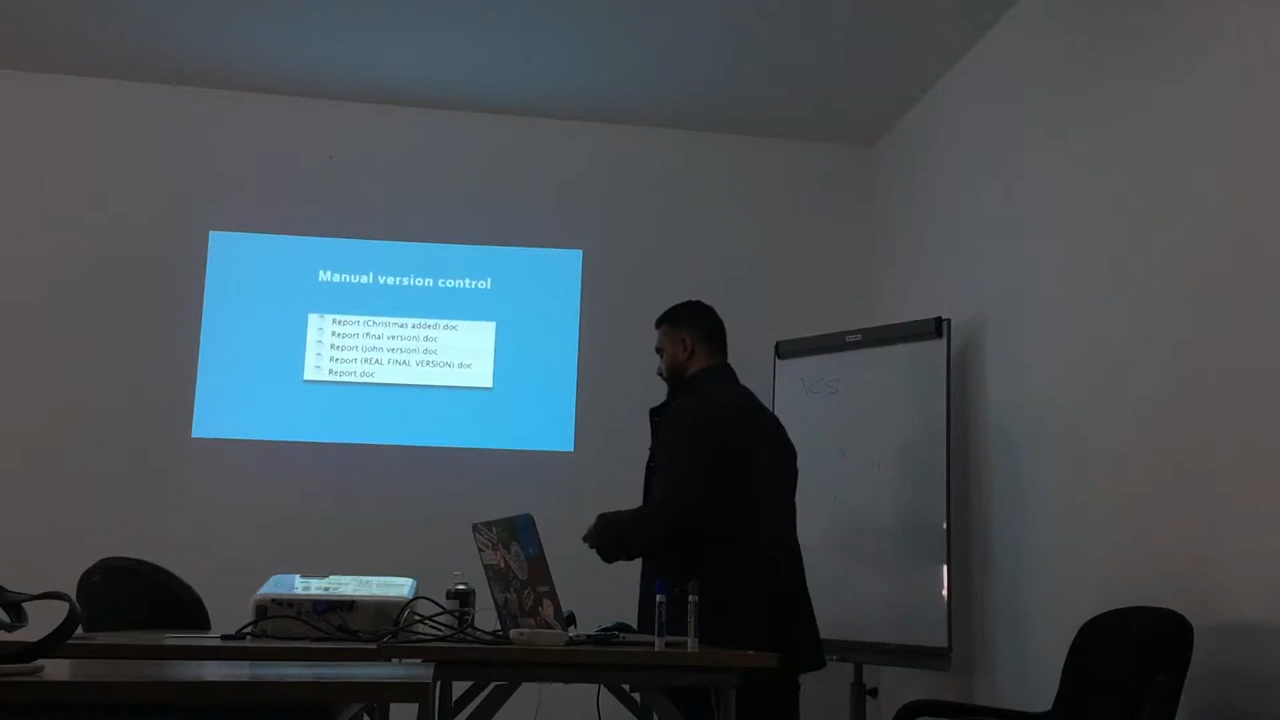 Manual version control
Report (Christmas added).doc
Report (final version).doc
Report (john version).doc
Report (REAL FINAL VERSION).doc
Report.doc
VCS